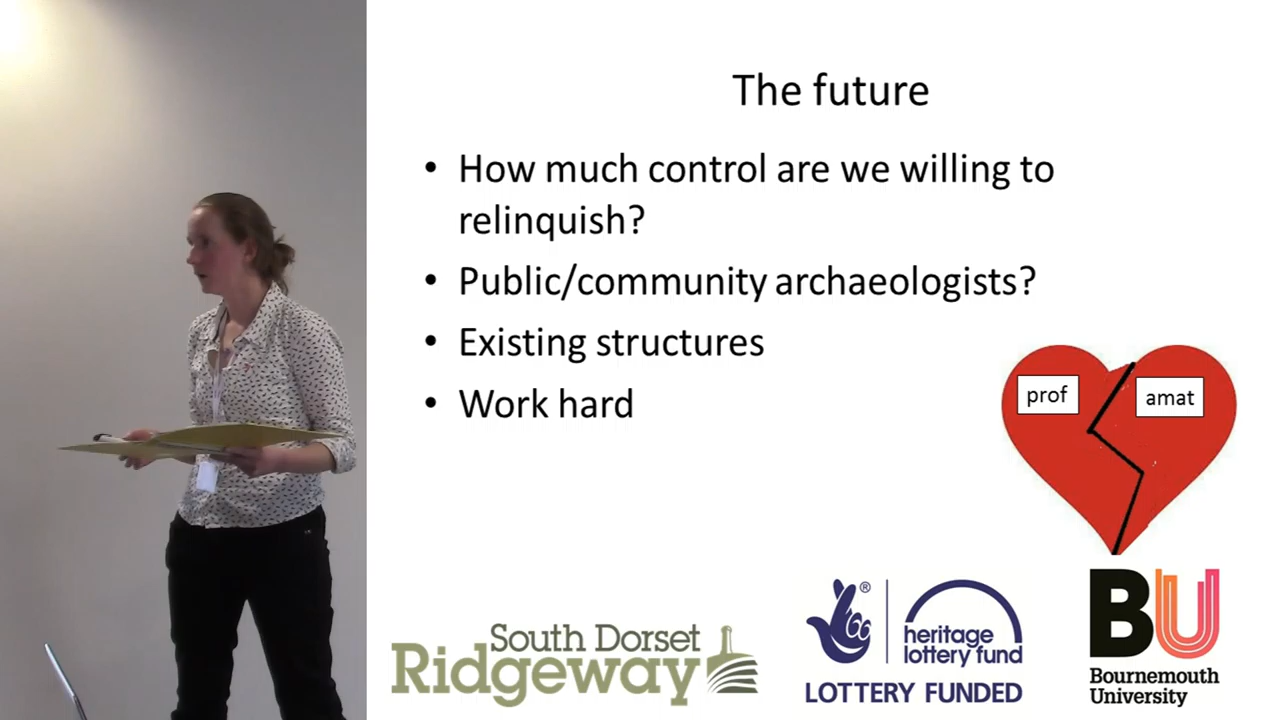 The future
• How much control are we willing to
relinquish?
• Public/community archaeologists?
• Existing structures
• Work hard
prof
amat
South Dorset
Ridgeway
®
heritage
lottery fund
LOTTERY FUNDED
BU
Bournemouth
University